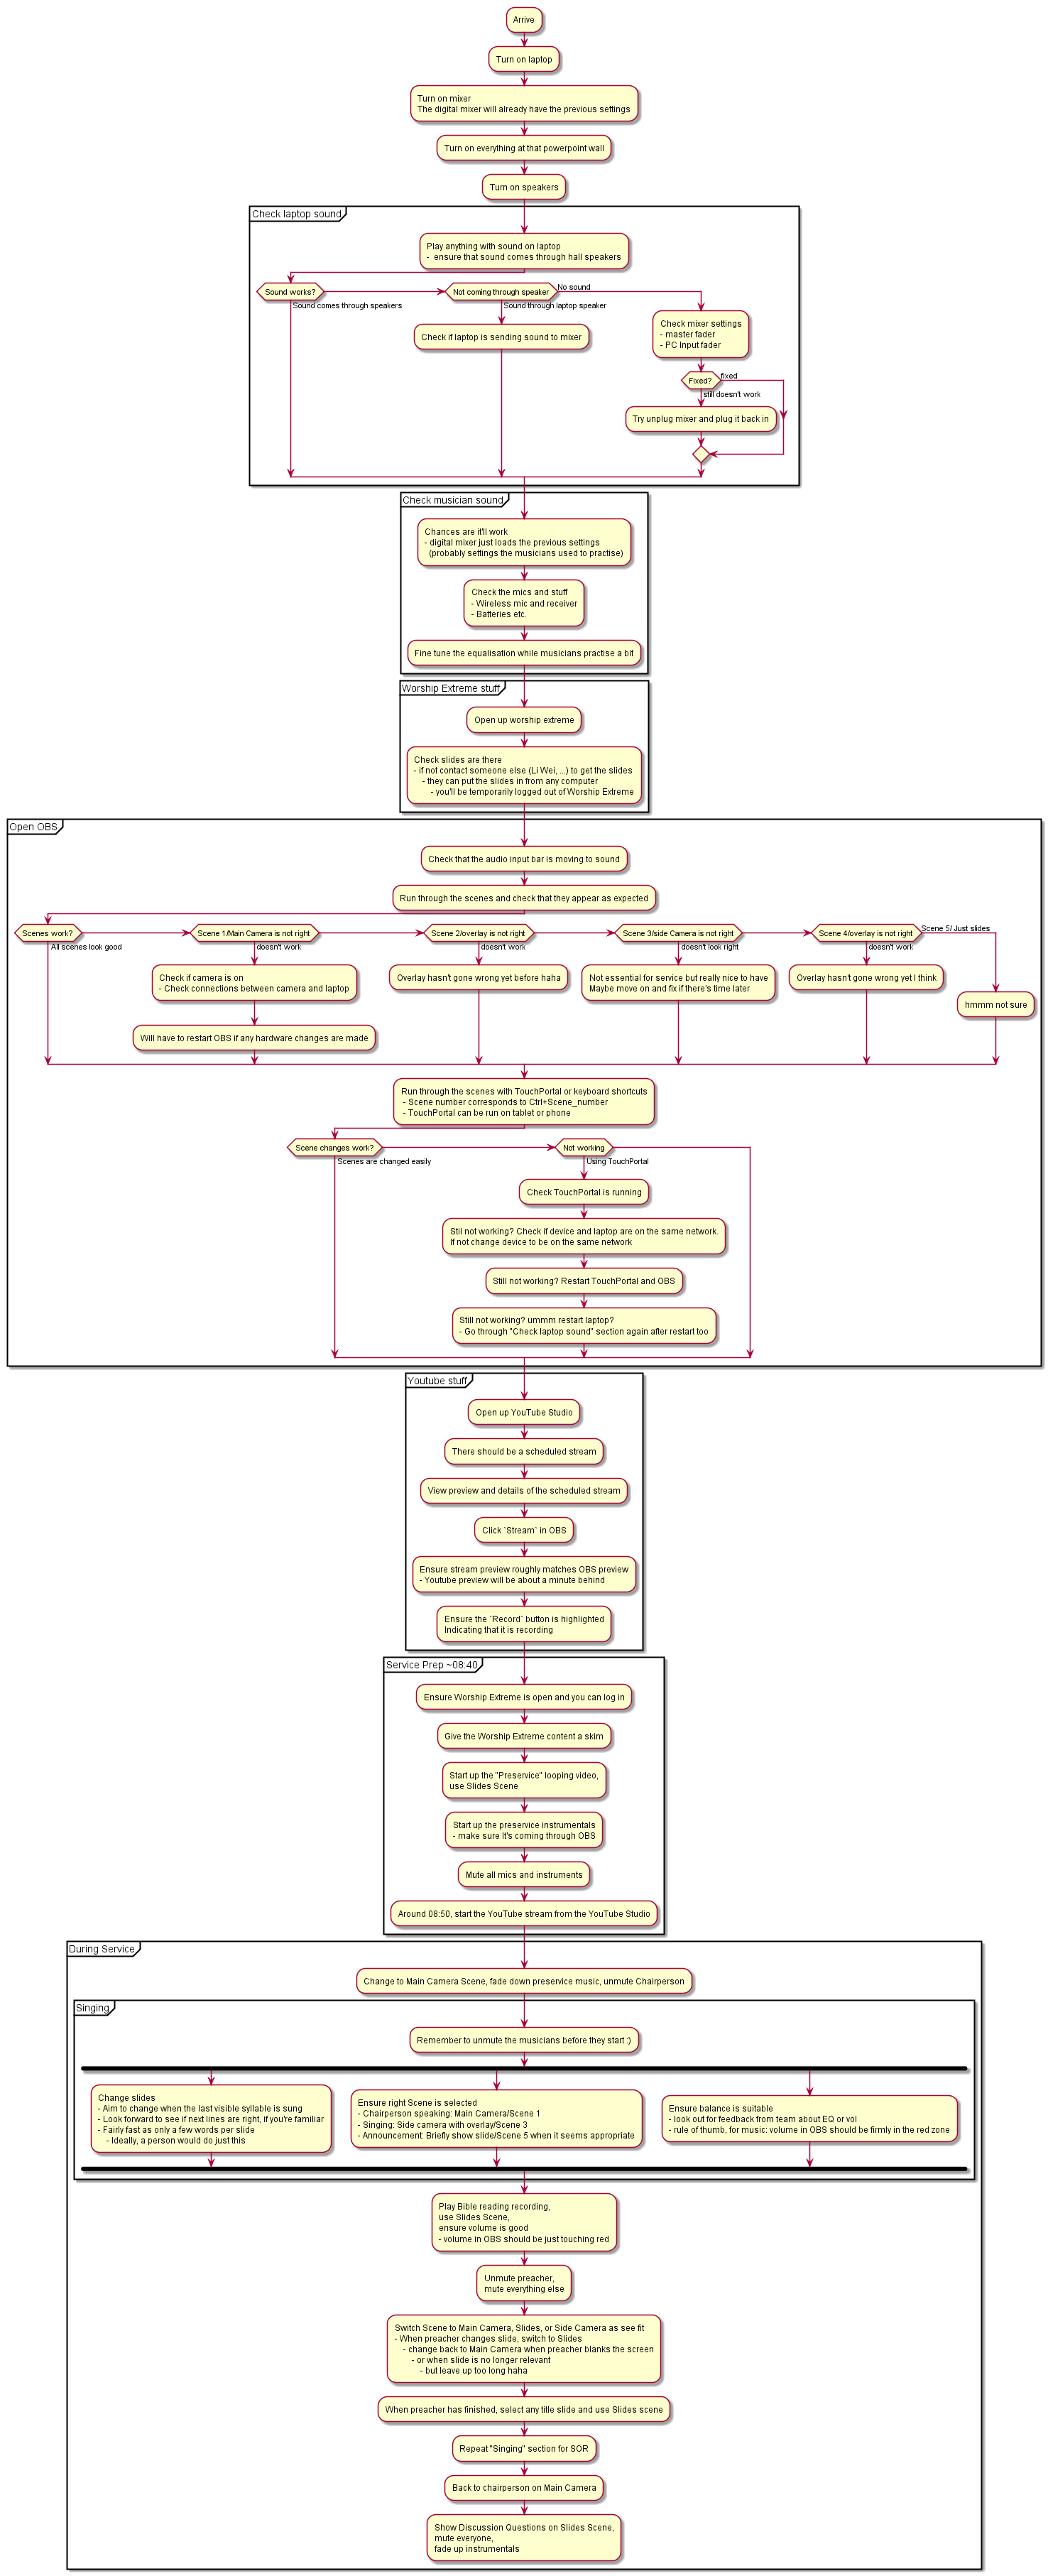 Arrive
Turn on laptop
Turn on mixer
The digital mixer will already have the previous settings
Turn on everything at that powerpoint wall
Turn on speakers
Check laptop sound
Play anything with sound on laptop
- ensure that sound comes through hall speakers
Sound works?
Sound comes through speakers
Not coming through speaker
Sound through laptop speaker
No sound
Check if laptop is sending sound to mixer
Check mixer settings
- master fader
- PC Input fader
Fixed?
fixed
still doesn't work
Try unplug mixer and plug it back in
Check musician sound
Chances are it'll work
- digital mixer just loads the previous settings
(probably settings the musicians used to practise)
Check the mics and stuff
- Wireless mic and receiver
- Batteries etc.
Fine tune the equalisation while musicians practise a bit
Worship Extreme stuff
Open up worship extreme
Check slides are there
- if not contact someone else (Li Wei, ...) to get the slides
- they can put the slides in from any computer
- you'll be temporarily logged out of Worship Extreme
Open OBS
Check that the audio input bar is moving to sound
Run through the scenes and check that they appear as expected
Scenes work?
All scenes look good
Scene 1/Main Camera is not right
doesn't work
Scene 2/overlay is not right
doesn't work
Scene 3/side Camera is not right
doesn't look right
Scene 4/overlay is not right
doesn't work
Scene 5/ Just slides
Check if camera is on
- Check connections between camera and laptop
Will have to restart OBS if any hardware changes are made
Overlay hasn't gone wrong yet before haha
Not essential for service but really nice to have
Maybe move on and fix if there's time later
Overlay hasn't gone wrong yet I think
hmmm not sure
Run through the scenes with TouchPortal or keyboard shortcuts
- Scene number corresponds to Ctrl+Scene_number
- TouchPortal can be run on tablet or phone
Scene changes work?
Scenes are changed easily
Not working
Using TouchPortal
Check TouchPortal is running
Stil not working? Check if device and laptop are on the same network.
If not change device to be on the same network
Still not working? Restart TouchPortal and OBS
Still not working? ummm restart laptop?
- Go through "Check laptop sound" section again after restart too
Youtube stuff
Open up YouTube Studio
There should be a scheduled stream
View preview and details of the scheduled stream
Click `Stream` in OBS
Ensure stream preview roughly matches OBS preview
- Youtube preview will be about a minute behind
Ensure the `Record` button is highlighted
Indicating that it is recording
Service Prep ~08:40
Ensure Worship Extreme is open and you can log in
Give the Worship Extreme content a skim
Start up the "Preservice" looping video,
use Slides Scene
Start up the preservice instrumentals
- make sure It's coming through OBS
Mute all mics and instruments
Around 08:50, start the YouTube stream from the YouTube Studio
During Service
Change to Main Camera Scene, fade down preservice music, unmute Chairperson
Singing
Remember to unmute the musicians before they start :)
Change slides
- Aim to change when the last visible syllable is sung
- Look forward to see if next lines are right, if you're familiar
- Fairly fast as only a few words per slide
- Ideally, a person would do just this
Ensure right Scene is selected
- Chairperson speaking: Main Camera/Scene 1
- Singing: Side camera with overlay/Scene 3
- Announcement: Briefly show slide/Scene 5 when it seems appropriate
Ensure balance is suitable
- look out for feedback from team about EQ or vol
- rule of thumb, for music: volume in OBS should be firmly in the red zone
Play Bible reading recording,
use Slides Scene,
ensure volume is good
- volume in OBS should be just touching red
Unmute preacher,
mute everything else
Switch Scene to Main Camera, Slides, or Side Camera as see fit
- When preacher changes slide, switch to Slides
- change back to Main Camera when preacher blanks the screen
- or when slide is no longer relevant
- but leave up too long haha
When preacher has finished, select any title slide and use Slides scene
Repeat "Singing" section for SOR
Back to chairperson on Main Camera
Show Discussion Questions on Slides Scene,
mute everyone,
fade up instrumentals